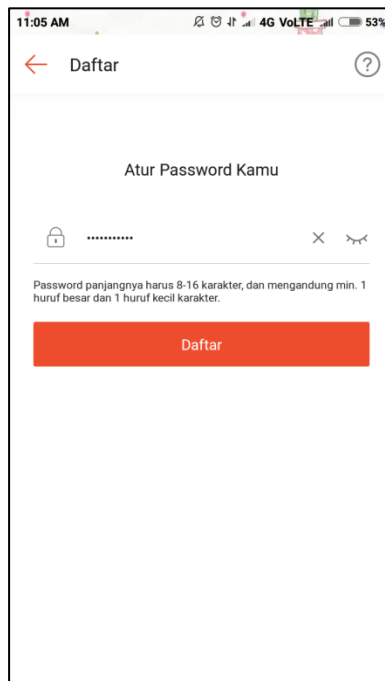 11:05 AM 4G VoLTE 53%
Daftar
?
Atur Password Kamu
•••••••••••
Password panjangnya harus 8-16 karakter, dan mengandung min. 1
huruf besar dan 1 huruf kecil karakter.
Daftar